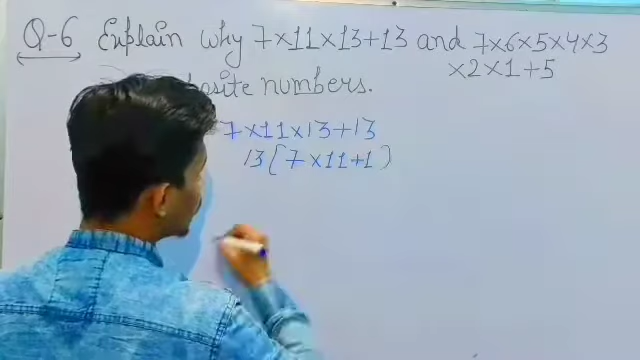 Q-6 Explain why 7×11×13+13 and 7×6×5×4×3
×2×1+5
numbers.
7×11×13+13
13(7×11+1)